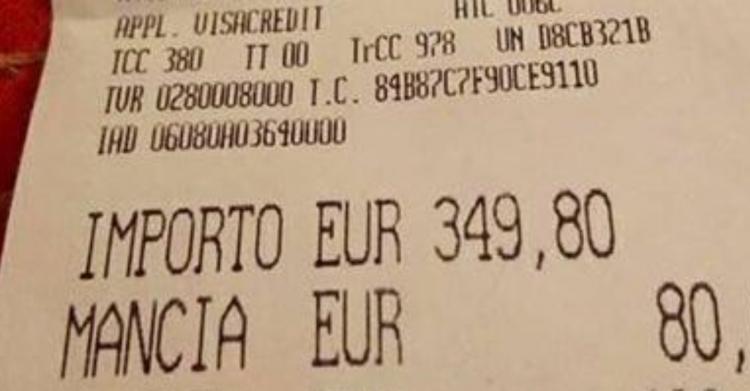 APPL. VISACREDIT
TCC 380 TT 00 TrCC 978 UN D8CB321B
TVR 0280008000 T.C. 84B87C7F90CE9110
IAD 06080A03640000
IMPORTO EUR 349,80
MANCIA EUR 80,